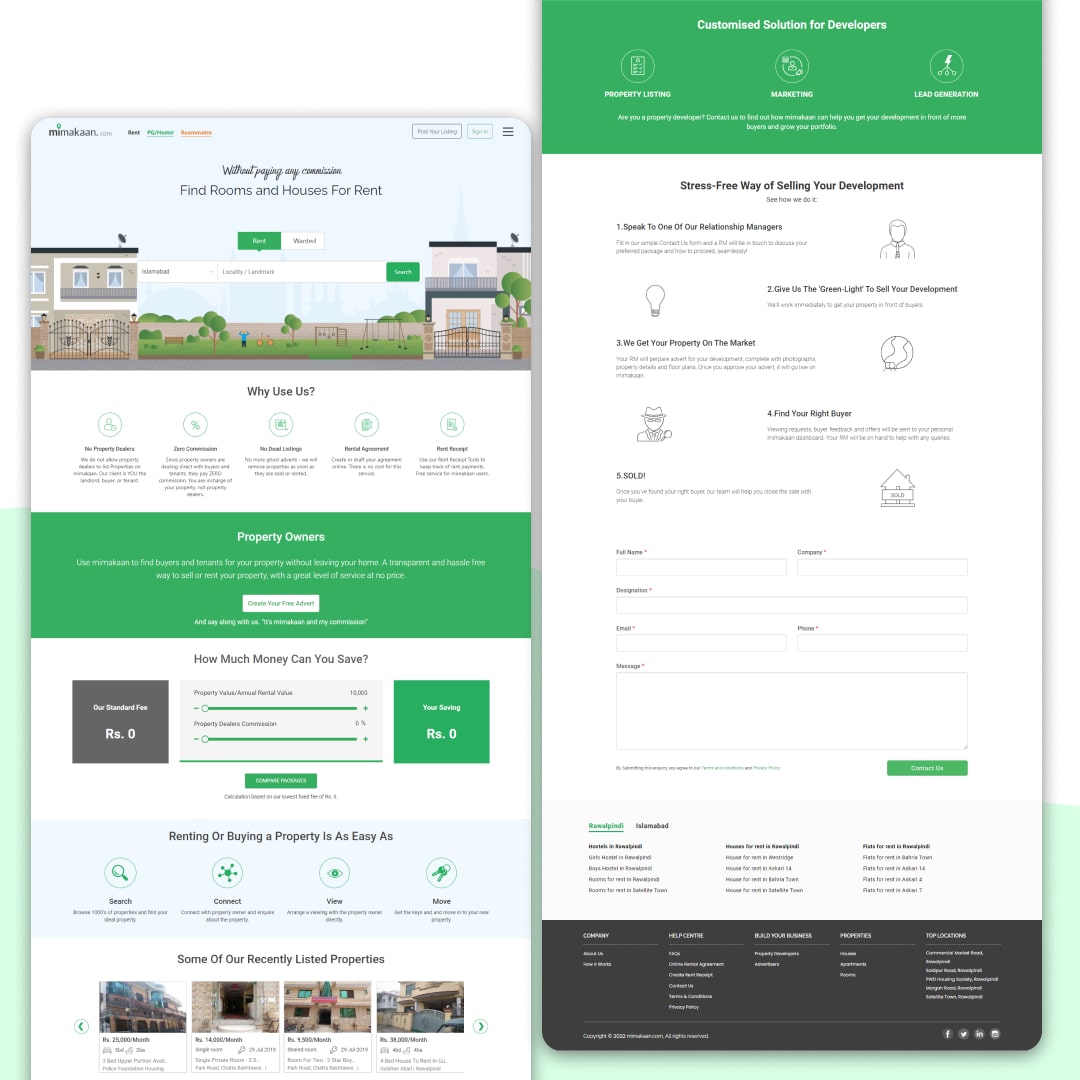 mimakaan.com
Rent PG/Hostel Roommates
Post Your Listing Sign in
Without paying any commission
Find Rooms and Houses For Rent
Rent Wanted
Islamabad Locality / Landmark Search
Why Use Us?
No Property Dealers
We do not allow property
dealers to list Properties on
mimakaan. Our client is YOU the
landlord, buyer, or tenant.
Zero Commission
Since property owners are
dealing direct with buyers and
tenants, they pay ZERO
commission. You are incharge of
your property, not property
dealers.
No Dead Listings
No more ghost adverts - we will
remove properties as soon as
they are sold or rented.
Rental Agreement
Create or draft your agreement
online. There is no cost for this
service.
Rent Receipt
Use our Rent Receipt Tools to
keep track of rent payments.
Free service for mimakaan users.
Property Owners
Use mimakaan to find buyers and tenants for your property without leaving your home. A transparent and hassle free
way to sell or rent your property, with a great level of service at no price.
Create Your Free Advert
And say along with us. "It's mimakaan and my commission"
How Much Money Can You Save?
Our Standard Fee
Rs. 0
Property Value/Annual Rental Value 10,000
Property Dealers Commission 0 %
Your Saving
Rs. 0
COMPARE PACKAGES
Calculation based on our lowest fixed fee of Rs. 0
Renting Or Buying a Property Is As Easy As
Search
Browse 1000's of properties and find your
ideal property.
Connect
Connect with property owner and enquire
about the property.
View
Arrange a viewing with the property owner
directly.
Move
Get the keys and and move in to your new
property.
Some Of Our Recently Listed Properties
Rs. 25,000/Month
3bd 2ba
3 Bed Upper Portion Avail..
Police Foundation Housing
Rs. 14,000/Month
Single room 29 Jul 2019
Single Private Room - 3 S..
Park Road, Chatta Bakhtawar..)
Rs. 9,500/Month
Shared room 29 Jul 2019
Room For Two - 3 Star Boy..
Park Road, Chatta Bakhtawar..)
Rs. 38,000/Month
4bd 4ba
4 Bed House To Rent In Gu..
Gulshan Abad | Rawalpindi
Customised Solution for Developers
PROPERTY LISTING
MARKETING
LEAD GENERATION
Are you a property developer? Contact us to find out how mimakaan can help you get your development in front of more
buyers and grow your portfolio.
Stress-Free Way of Selling Your Development
See how we do it:
1.Speak To One Of Our Relationship Managers
Fill in our simple Contact Us form and a RM will be in touch to discuss your
preferred package and how to proceed, seamlessly!
2.Give Us The 'Green-Light' To Sell Your Development
We'll work immediately to get your property in front of buyers.
3.We Get Your Property On The Market
Your RM will perpare advert for your development, complete with photographs,
property details and floor plans, Once you approve your advert, it will go live on
mimakaan.
4.Find Your Right Buyer
Viewing requests, buyer feedback and offers will be sent to your personal
mimakaan dashboard. Your RM will be on hand to help with any queries.
5.SOLD!
Once you've found your right buyer our team will help you close the sale with
your buyer
SOLD
Full Name *
Company *
Designation *
Email *
Phone *
Message *
By Submitting this enquiry, you agree to our Terms and conditions and Privacy Policy
Contact Us
Rawalpindi Islamabad
Hostels in Rawalpindi
Girls Hostel in Rawalpindi
Boys Hostel in Rawalpindi
Rooms for rent in Rawalpindi
Rooms for rent in Satellite Town
Houses for rent in Rawalpindi
House for rent in Westridge
House for rent in Askari 14
House for rent in Bahria Town
House for rent in Satellite Town
Flats for rent in Rawalpindi
Flats for rent in Bahria Town
Flats for rent in Askari 14
Flats for rent in Askari 4
Flats for rent in Askari 7
COMPANY
About Us
How it Works
HELP CENTRE
FAQs
Online Rental Agreement
Create Rent Receipt
Contact Us
Terms & Conditions
Privacy Policy
BUILD YOUR BUSINESS
Property Developers
Advertisers
PROPERTIES
Houses
Apartments
Rooms
TOP LOCATIONS
Commercial Market Road,
Rawalpindi
Saidpur Road, Rawalpindi
PWD Housing Society, Rawalpindi
Morgah Road, Rawalpindi
Satellite Town, Rawalpindi
Copyright © 2022 mimakaan.com, All rights reserved.